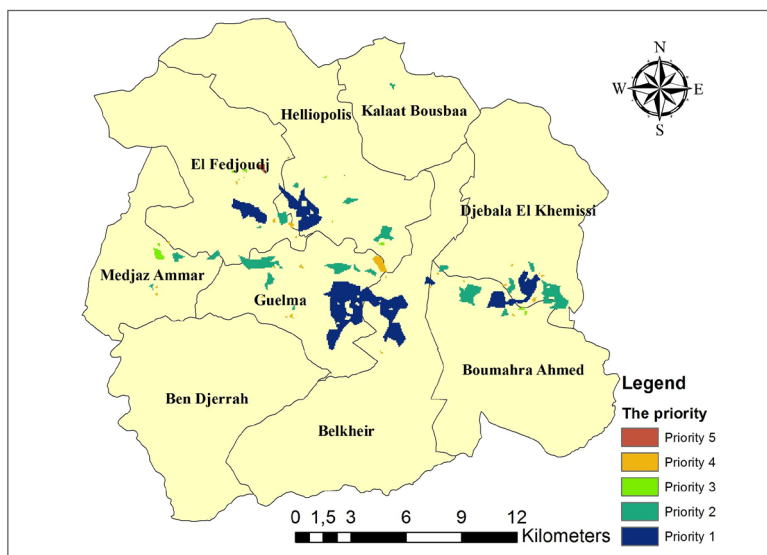 N
W E
S
Helliopolis
Kalaat Bousbaa
El Fedjoudj
Djebala El Khemissi
Medjaz Ammar
Guelma
Boumahra Ahmed
Ben Djerrah
Belkheir
Legend
The priority
Priority 5
Priority 4
Priority 3
Priority 2
Priority 1
0 1,5 3 6 9 12
Kilometers